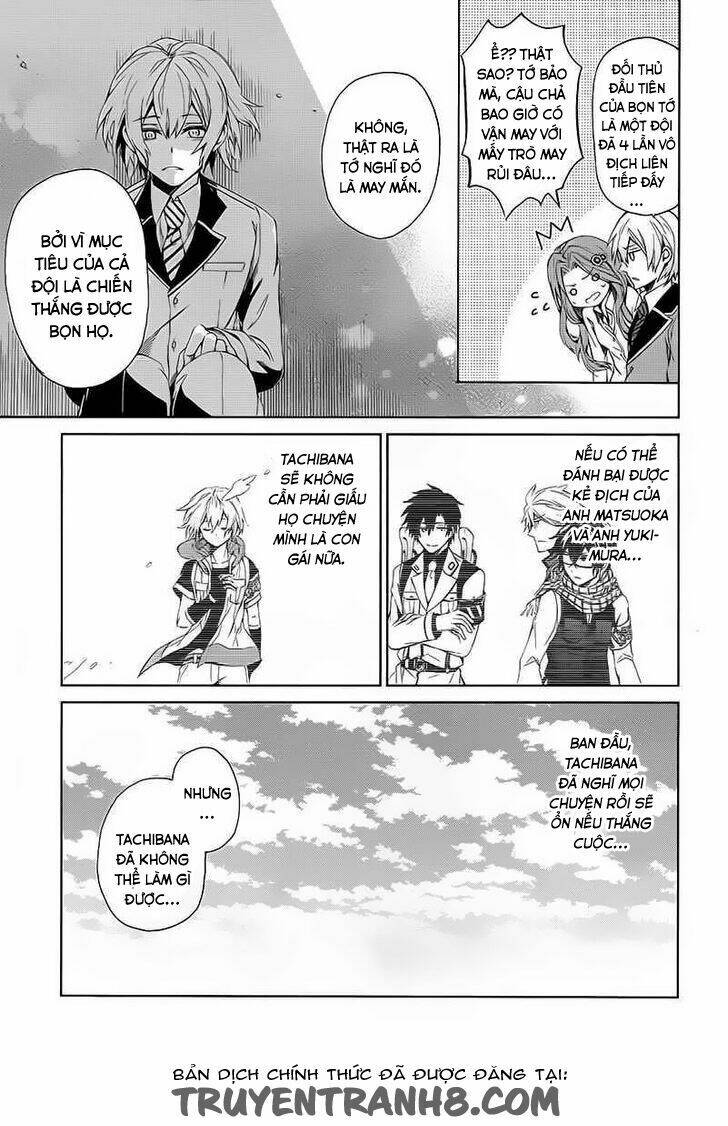 ĐỐI THỦ
ĐẦU TIÊN
CỦA BỌN TỚ
LÀ MỘT ĐỘI
ĐÃ 4 LẦN VÔ
ĐỊCH LIÊN
TIẾP ĐẤY
...
Ể?? THẬT
SAO? TỚ BẢO
MÀ, CẬU CHẢ
BAO GIỜ CÓ
VẬN MAY VỚI
MẤY TRÒ MAY
RỦI ĐÂU...
KHÔNG,
THẬT RA LÀ
TỚ NGHĨ ĐÓ
LÀ MAY MẮN.
BỞI VÌ MỤC
TIÊU CỦA CẢ
ĐỘI LÀ CHIẾN
THẮNG ĐƯỢC
BỌN HỌ.
NẾU CÓ THỂ
ĐÁNH BẠI ĐƯỢC
KẺ ĐỊCH CỦA
ANH MATSUOKA
VÀ ANH YUKI-
MURA...
TACHIBANA
SẼ KHÔNG
CẦN PHẢI GIẤU
HỌ CHUYỆN
MÌNH LÀ CON
GÁI NỮA.
BAN ĐẦU,
TACHIBANA
ĐÃ NGHĨ MỌI
CHUYỆN RỒI SẼ
ỔN NẾU THẮNG
CUỘC...
NHƯNG
...
TACHIBANA
ĐÃ KHÔNG
THỂ LÀM GÌ
ĐƯỢC...
BẢN DỊCH CHÍNH THỨC ĐÃ ĐƯỢC ĐĂNG TẠI:
TRUYENTRANH8.COM